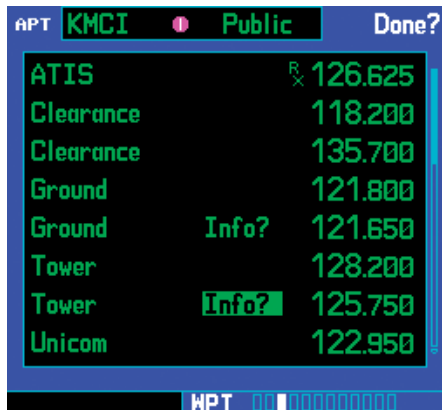 APT KMCI Public Done?
ATIS Rx 126.625
Clearance 118.200
Clearance 135.700
Ground 121.800
Ground Info? 121.650
Tower 128.200
Tower Info? 125.750
Unicom 122.950
WPT